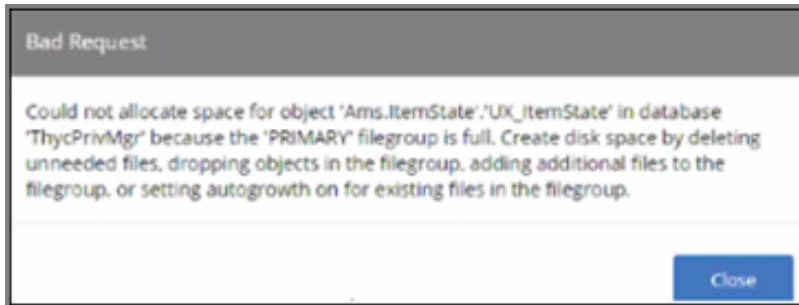 Bad Request
Could not allocate space for object 'Ams.ItemState'.'UX_ItemState' in database
'ThycPrivMgr' because the 'PRIMARY' filegroup is full. Create disk space by deleting
unneeded files, dropping objects in the filegroup, adding additional files to the
filegroup, or setting autogrowth on for existing files in the filegroup.
Close